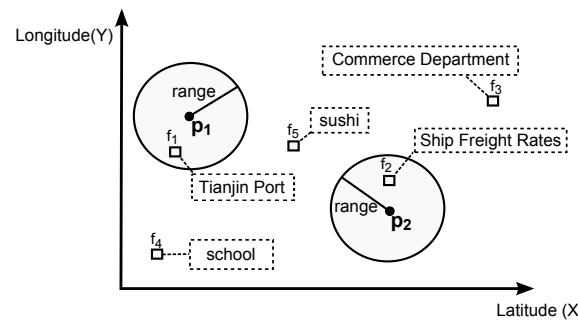 Longitude(Y)
Commerce Department
f3
range
p1
f1
sushi
f5
Ship Freight Rates
f2
Tianjin Port
range
p2
f4
school
Latitude (X